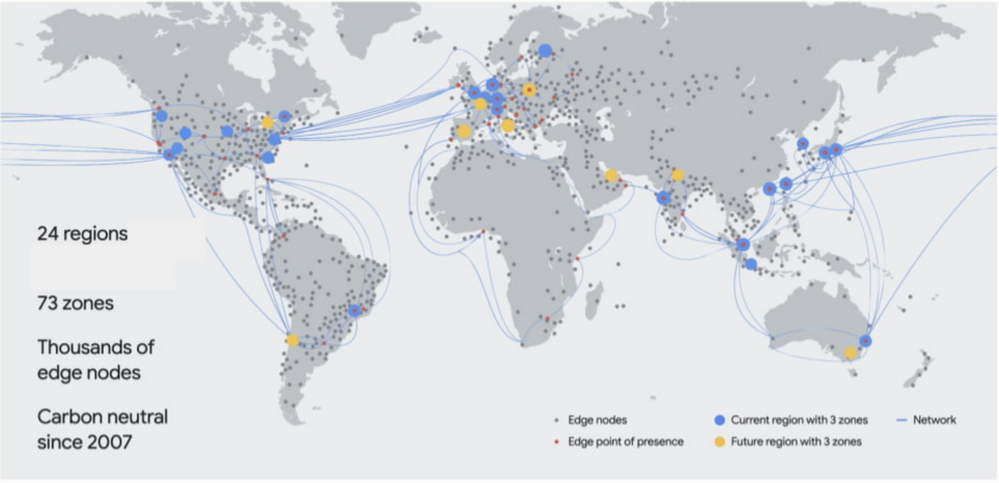 24 regions
73 zones
Thousands of
edge nodes
Carbon neutral
since 2007
Edge nodes
Edge point of presence
Current region with 3 zones
Future region with 3 zones
Network